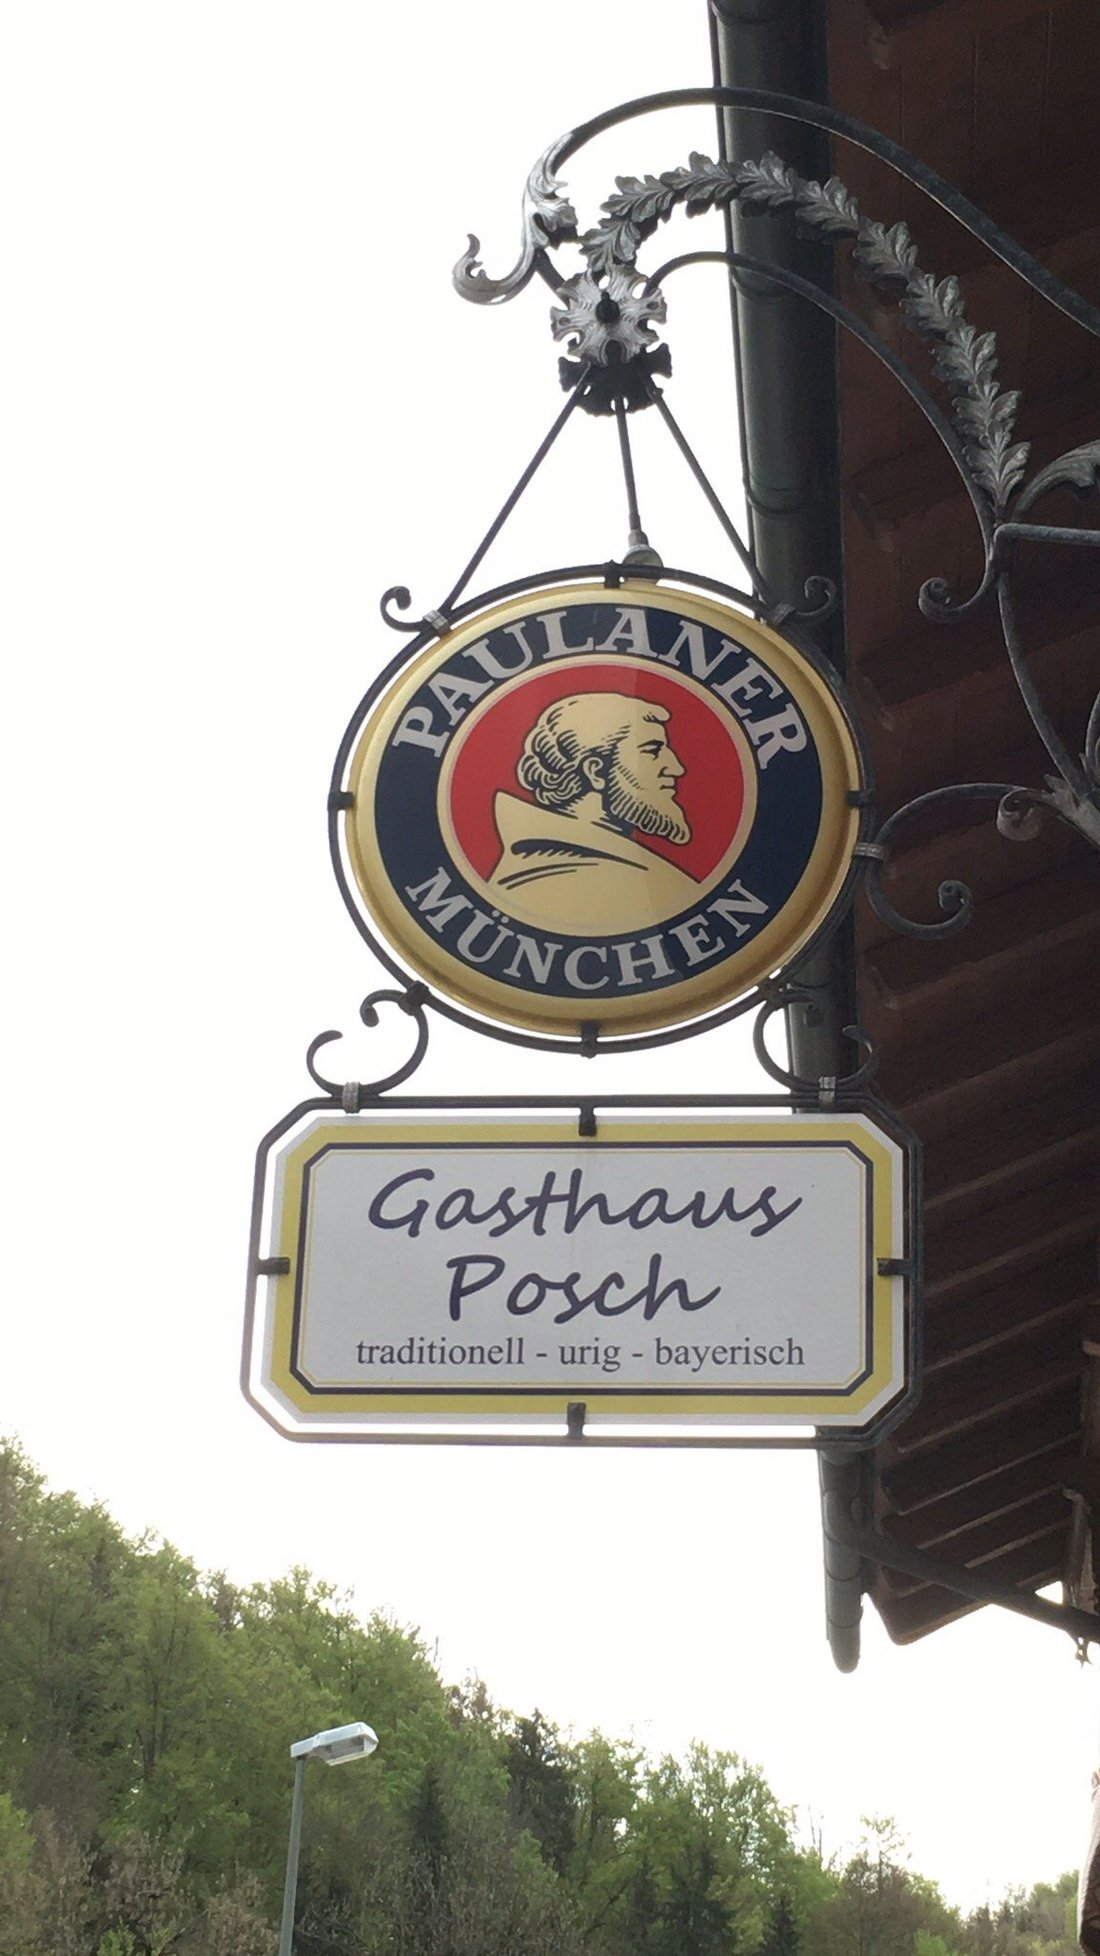 PAULANER
MÜNCHEN
Gasthaus
Posch
traditionell - urig - bayerisch